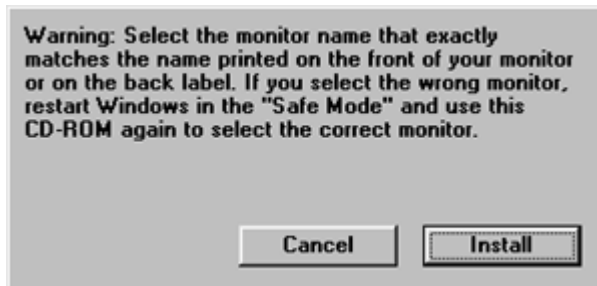 Warning: Select the monitor name that exactly
matches the name printed on the front of your monitor
or on the back label. If you select the wrong monitor,
restart Windows in the "Safe Mode" and use this
CD-ROM again to select the correct monitor.
Cancel Install